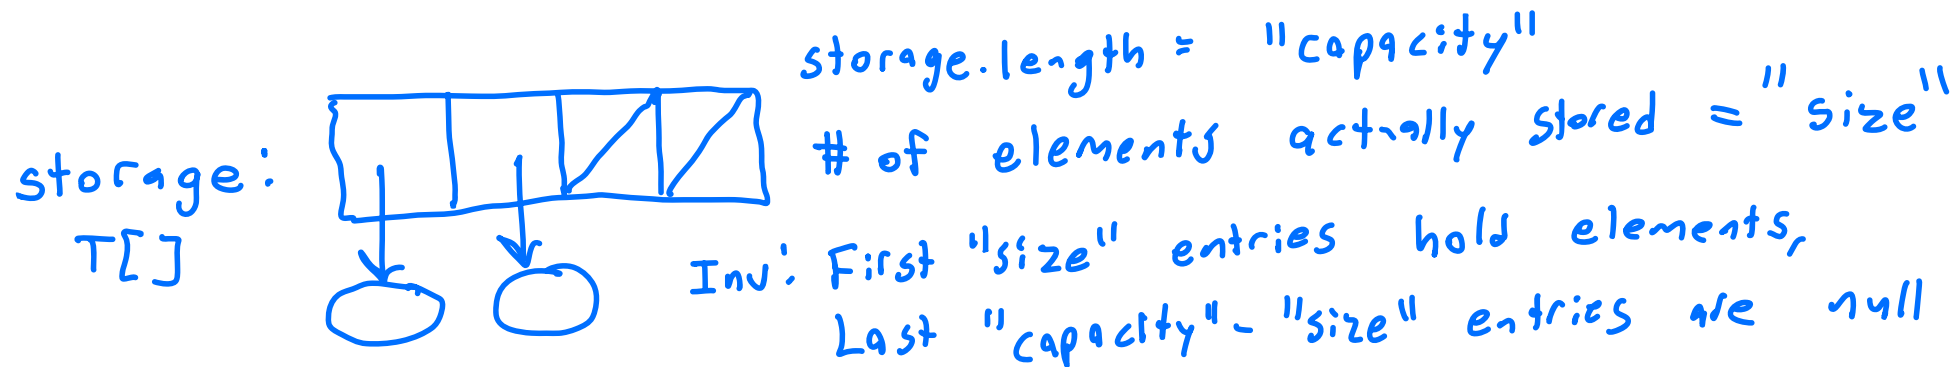 storage.length = "capacity"
# of elements actually stored = "size"
storage:
T[]
Inv: First "size" entries hold elements,
Last "capacity" - "size" entries are null